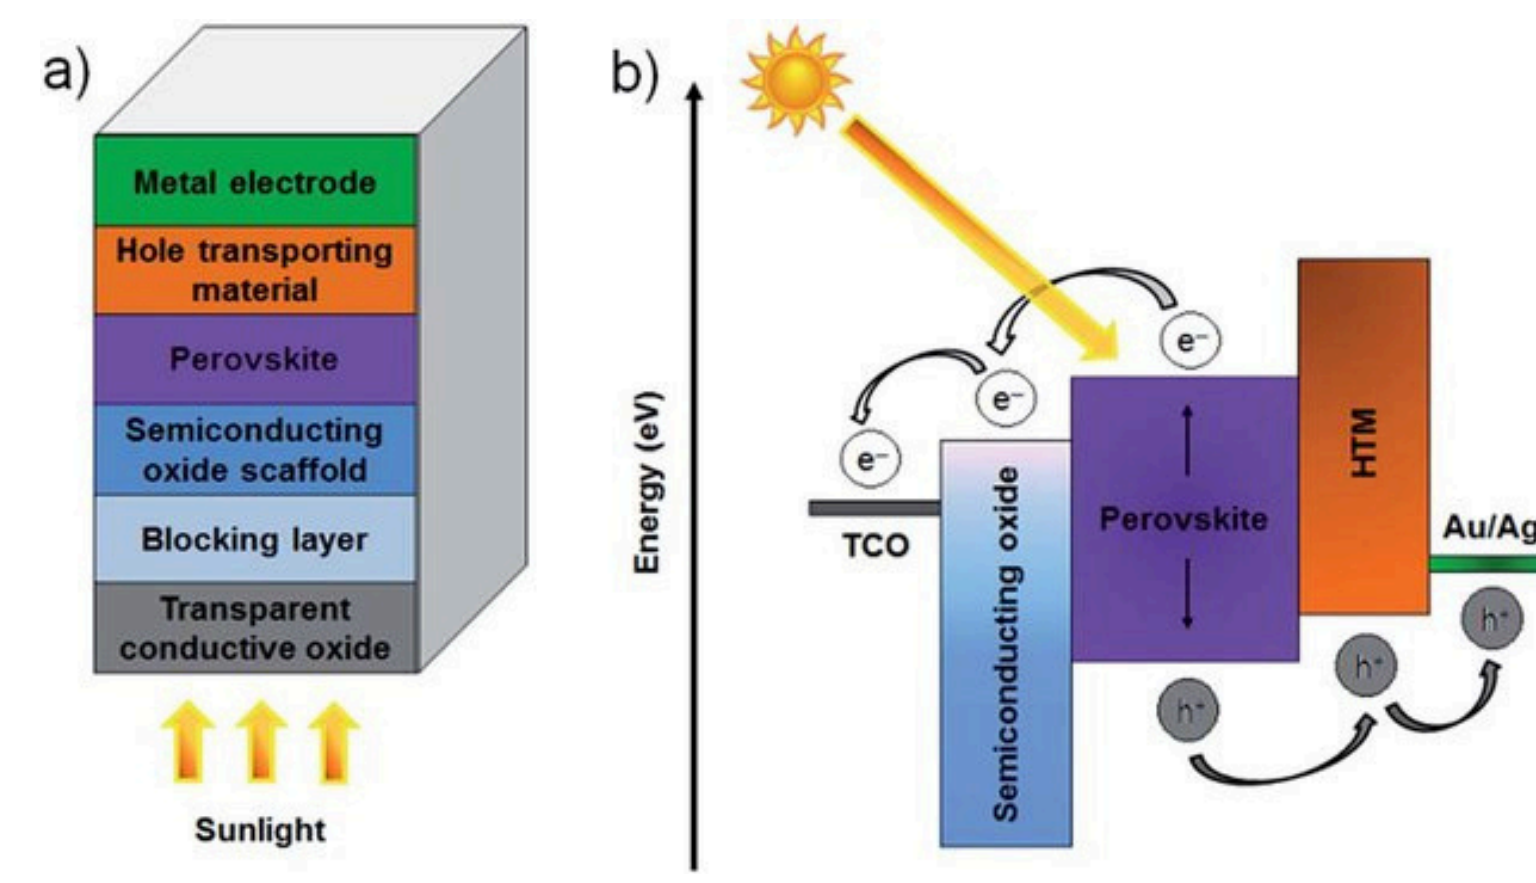 a)
Metal electrode
Hole transporting
material
Perovskite
Semiconducting
oxide scaffold
Blocking layer
Transparent
conductive oxide
Sunlight
b)
Energy (eV)
e⁻
e⁻
e⁻
TCO
Semiconducting oxide
Perovskite
HTM
Au/Ag
h⁺
h⁺
h⁺